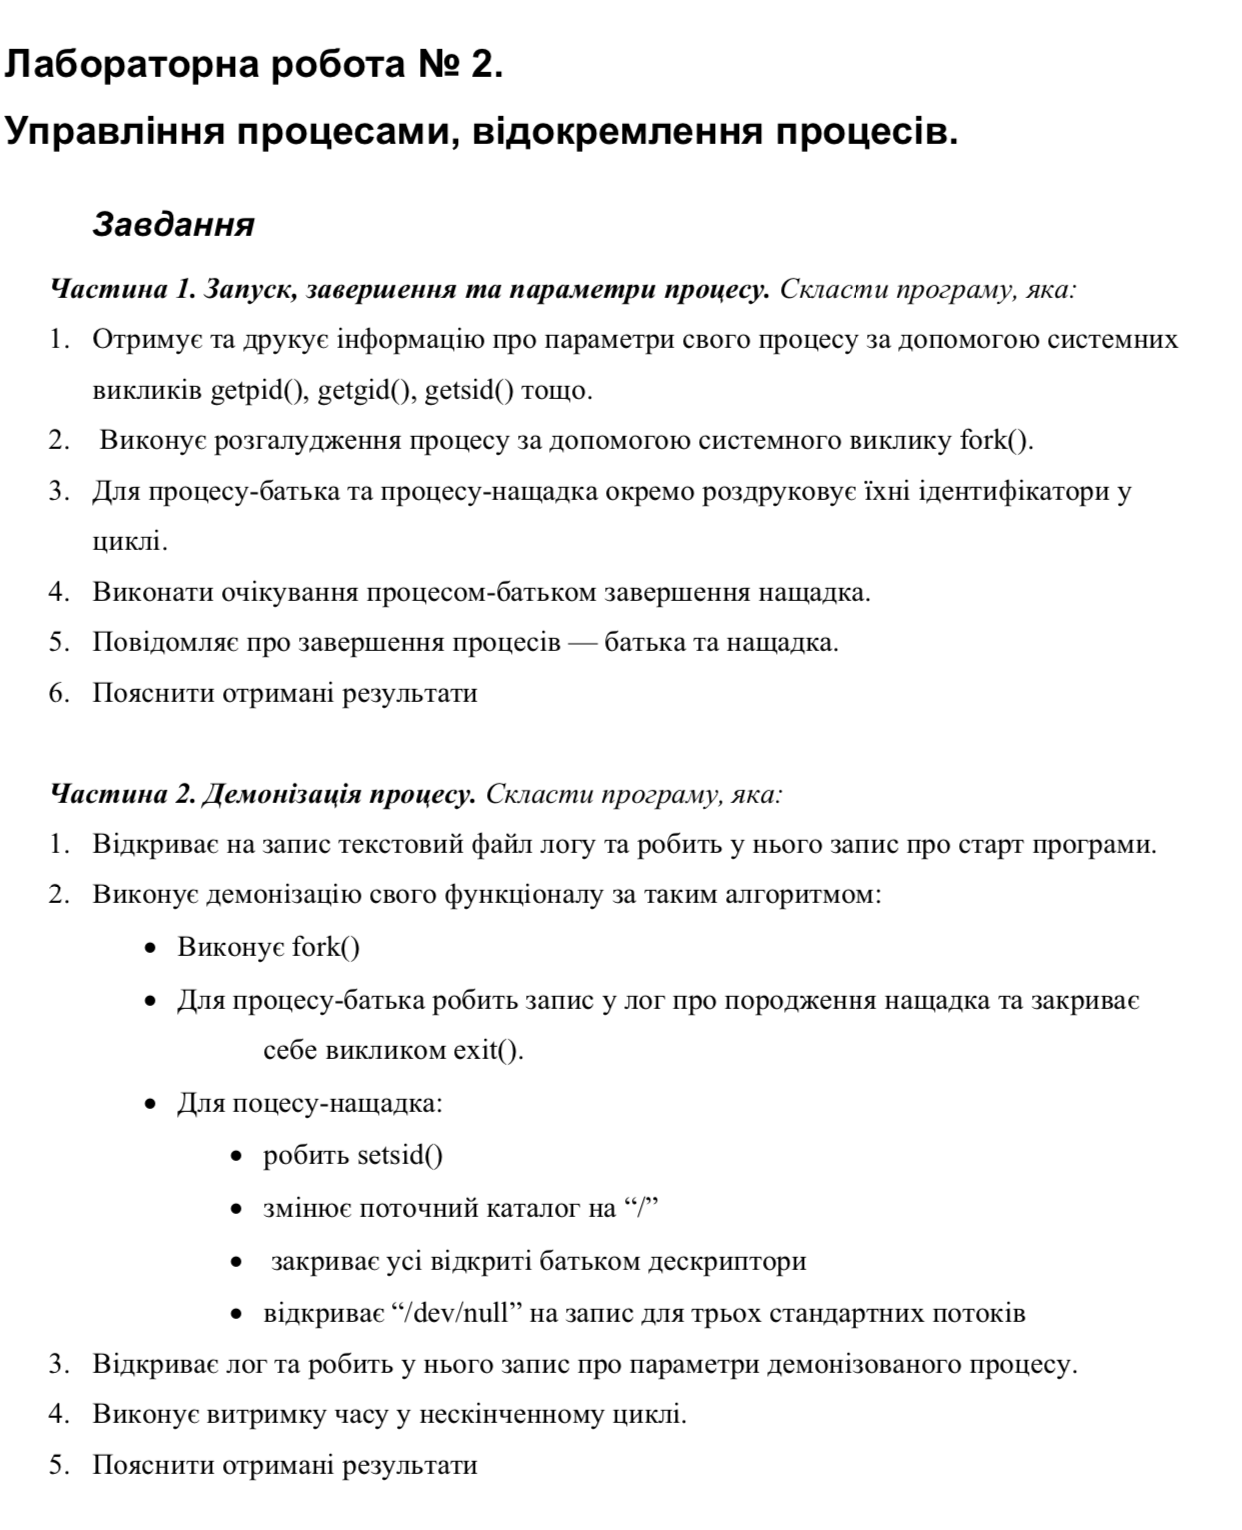 Лабораторна робота № 2.
Управління процесами, відокремлення процесів.
Завдання
Частина 1. Запуск, завершення та параметри процесу. Скласти програму, яка:
1. Отримує та друкує інформацію про параметри свого процесу за допомогою системних
викликів getpid(), getgid(), getsid() тощо.
2. Виконує розгалудження процесу за допомогою системного виклику fork().
3. Для процесу-батька та процесу-нащадка окремо роздруковує їхні ідентифікатори у
циклі.
4. Виконати очікування процесом-батьком завершення нащадка.
5. Повідомляє про завершення процесів — батька та нащадка.
6. Пояснити отримані результати
Частина 2. Демонізація процесу. Скласти програму, яка:
1. Відкриває на запис текстовий файл логу та робить у нього запис про старт програми.
2. Виконує демонізацію свого функціоналу за таким алгоритмом:
• Виконує fork()
• Для процесу-батька робить запис у лог про породження нащадка та закриває
себе викликом exit().
• Для поцесу-нащадка:
• робить setsid()
• змінює поточний каталог на “/”
• закриває усі відкриті батьком дескриптори
• відкриває “/dev/null” на запис для трьох стандартних потоків
3. Відкриває лог та робить у нього запис про параметри демонізованого процесу.
4. Виконує витримку часу у нескінченному циклі.
5. Пояснити отримані результати